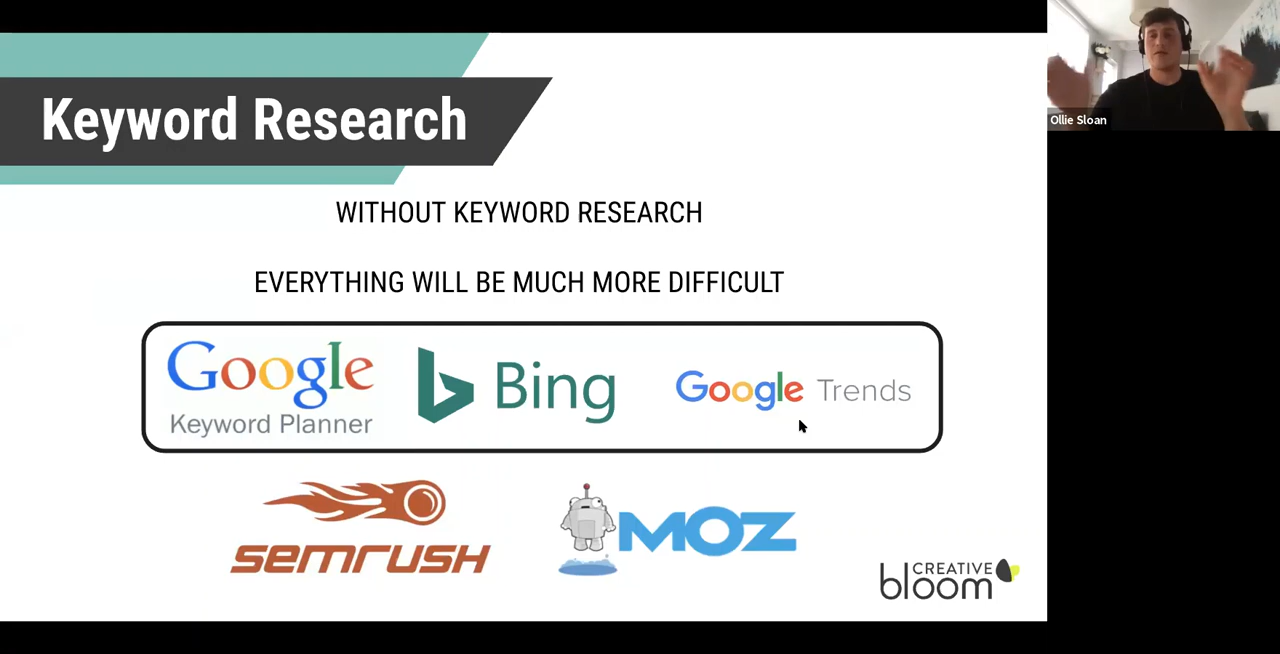 Keyword Research
Ollie Sloan
WITHOUT KEYWORD RESEARCH
EVERYTHING WILL BE MUCH MORE DIFFICULT
Google
Keyword Planner
Bing
Google Trends
SEMRUSH
MOZ
CREATIVE
bloom